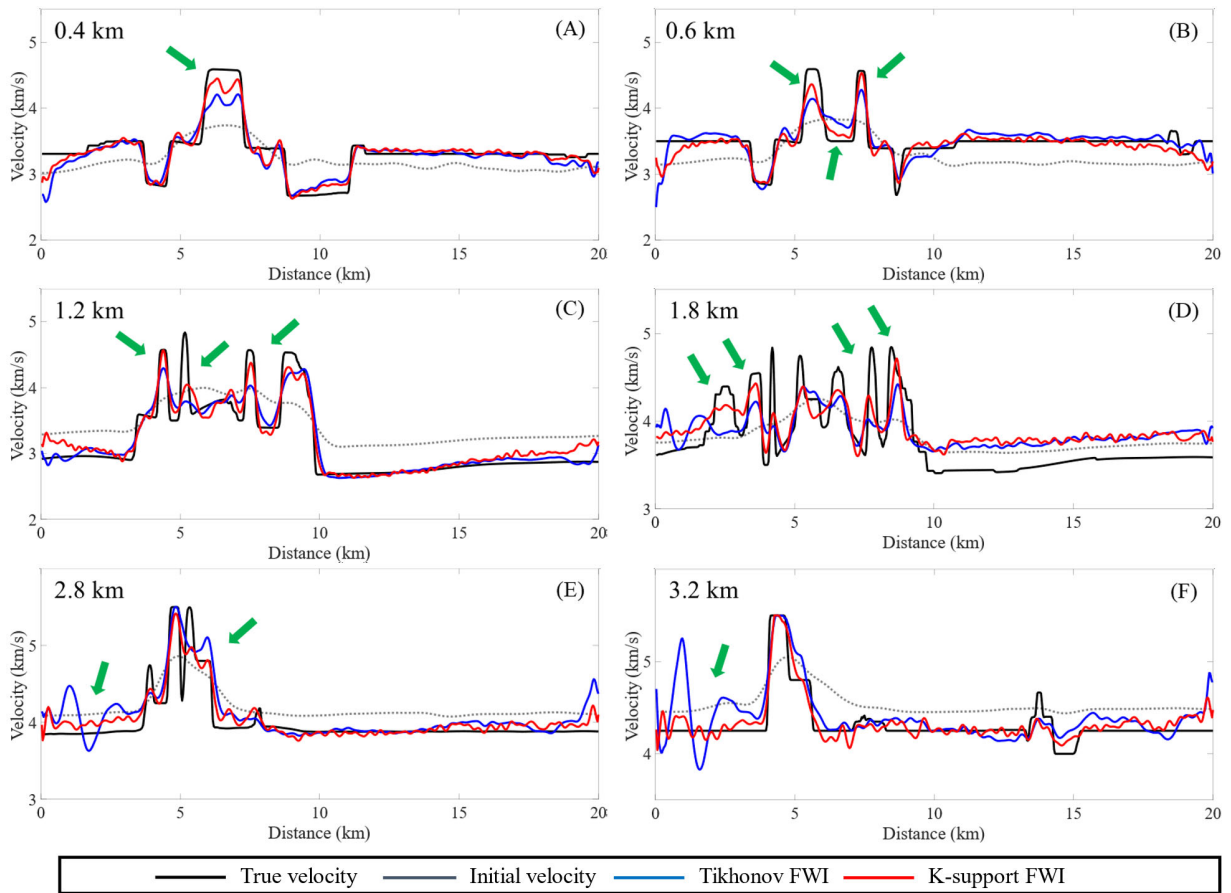 0.4 km (A)
5
4
3
2
Velocity (km/s)
0 5 10 15 20
Distance (km)
0.6 km (B)
5
4
3
2
Velocity (km/s)
0 5 10 15 20
Distance (km)
1.2 km (C)
5
4
3
2
Velocity (km/s)
0 5 10 15 20
Distance (km)
1.8 km (D)
5
4
3
Velocity (km/s)
0 5 10 15 20
Distance (km)
2.8 km (E)
5
4
3
Velocity (km/s)
0 5 10 15 20
Distance (km)
3.2 km (F)
5
4
Velocity (km/s)
0 5 10 15 20
Distance (km)
True velocity Initial velocity Tikhonov FWI K-support FWI